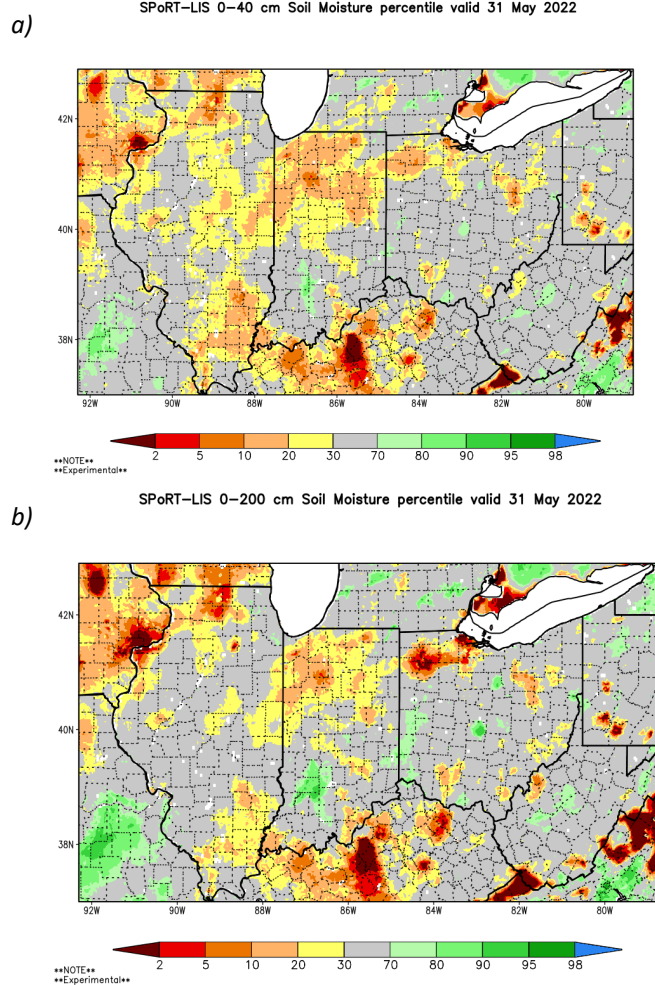 SPoRT-LIS 0-40 cm Soil Moisture percentile valid 31 May 2022
a)
42N
40N
38N
92W 90W 88W 86W 84W 82W 80W
2 5 10 20 30 70 80 90 95 98
**NOTE**
**Experimental**
SPoRT-LIS 0-200 cm Soil Moisture percentile valid 31 May 2022
b)
42N
40N
38N
92W 90W 88W 86W 84W 82W 80W
2 5 10 20 30 70 80 90 95 98
**NOTE**
**Experimental**